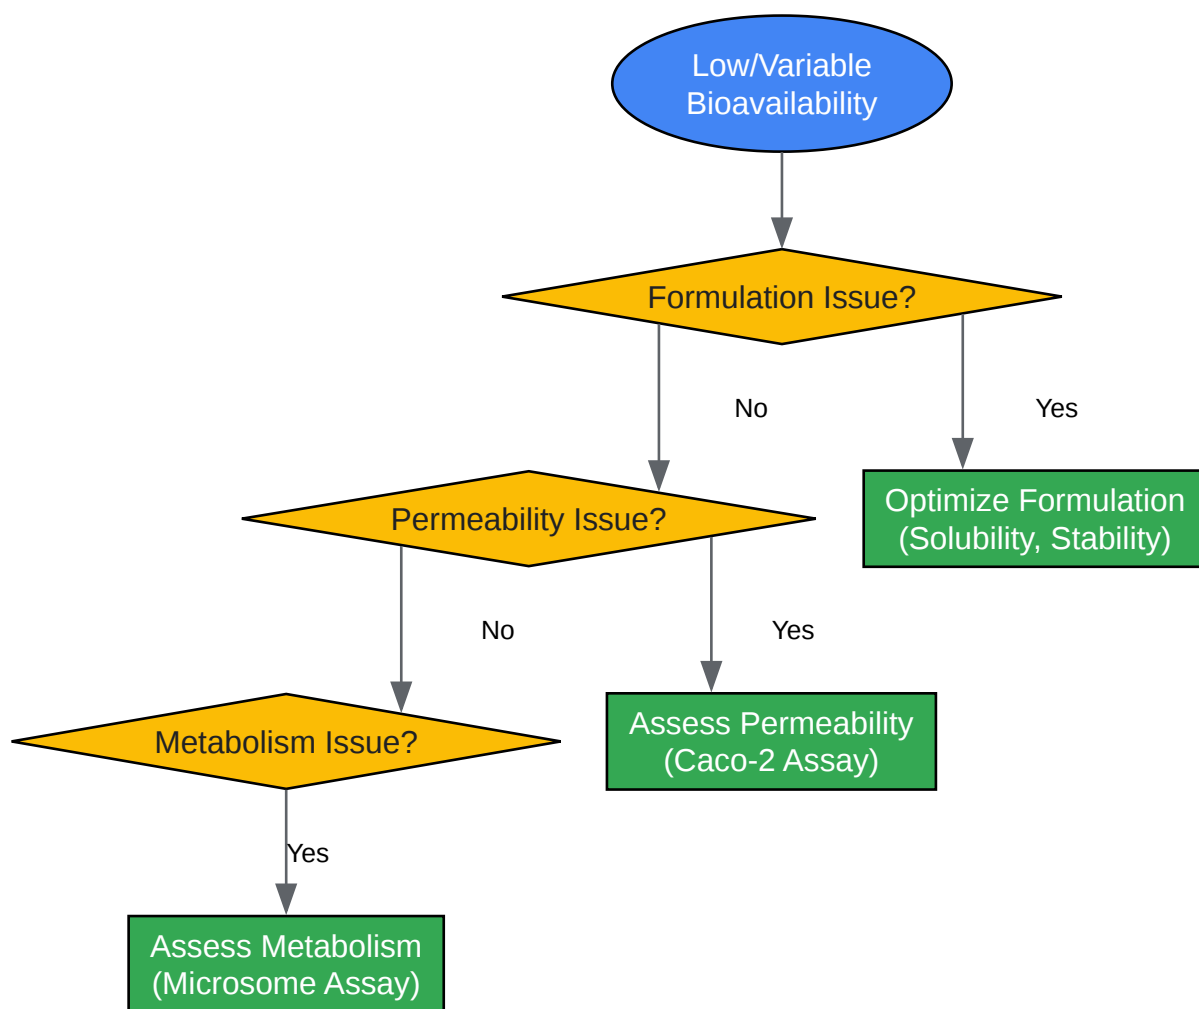 Low/Variable
Bioavailability
Formulation Issue?
No
Yes
Optimize Formulation
(Solubility, Stability)
Permeability Issue?
No
Yes
Assess Permeability
(Caco-2 Assay)
Metabolism Issue?
Yes
Assess Metabolism
(Microsome Assay)